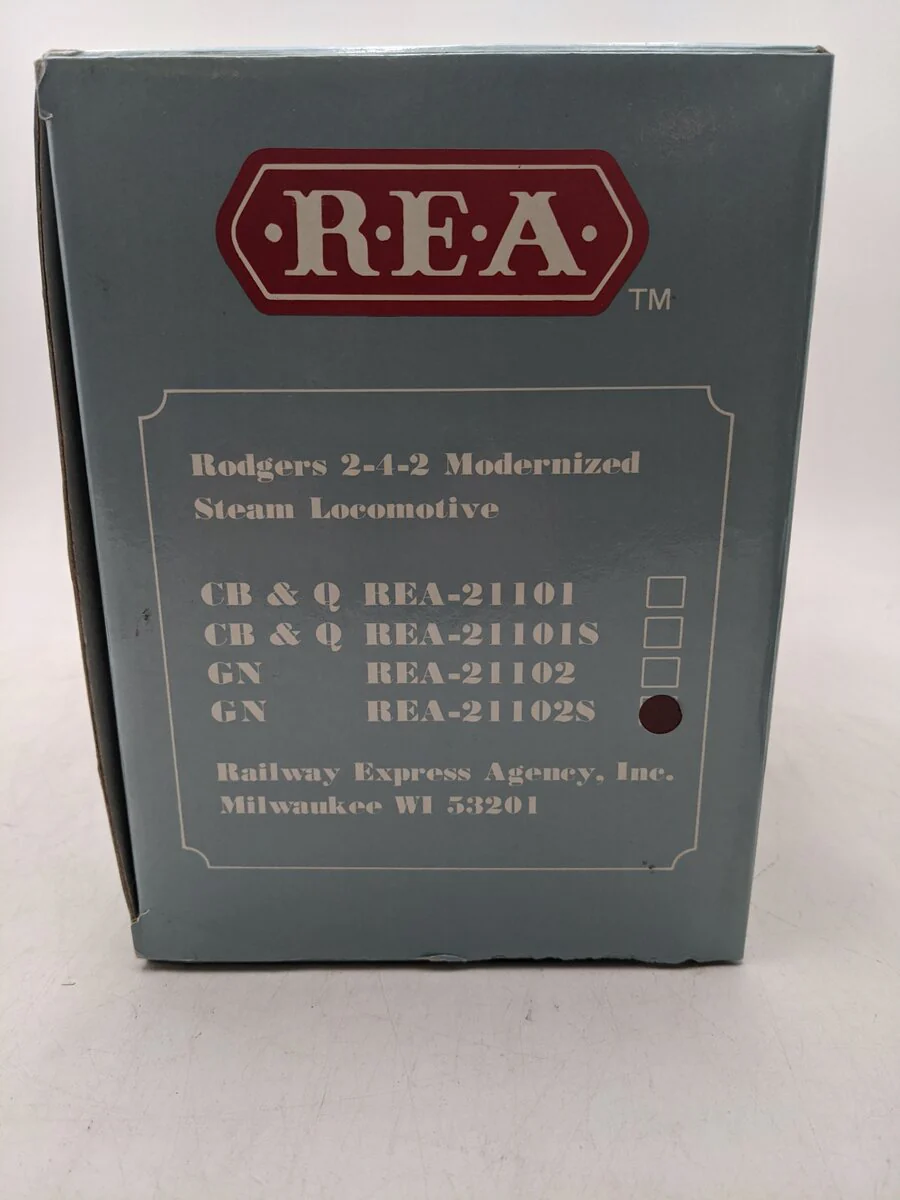 ·R·E·A·
TM
Rodgers 2-4-2 Modernized
Steam Locomotive
CB & Q REA-21101
CB & Q REA-21101S
GN REA-21102
GN REA-21102S
Railway Express Agency, Inc.
Milwaukee WI 53201